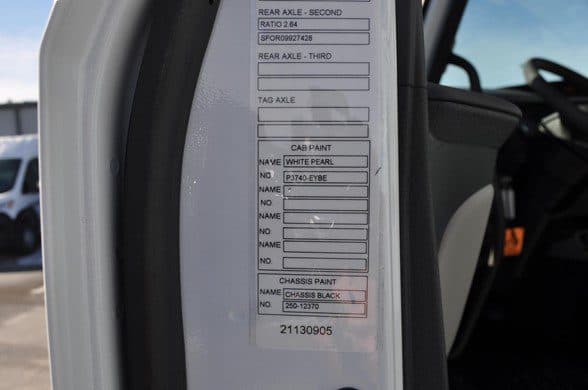 REAR AXLE - SECOND
RATIO 2.64
SFOR09927428
REAR AXLE - THIRD
TAG AXLE
CAB PAINT
NAME WHITE PEARL
NO. P3740-EYBE
NAME
NO.
NAME
NO.
NAME
NO.
CHASSIS PAINT
NAME CHASSIS BLACK
NO. 250-12370
21130905